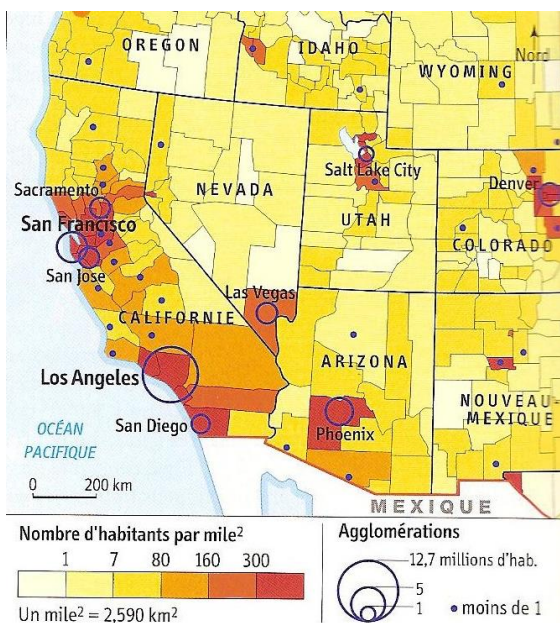 OREGON
IDAHO
Nord
WYOMING
Sacramento
NEVADA
Salt Lake City
Denver
San Francisco
UTAH
COLORADO
San Jose
Las Vegas
CALIFORNIE
ARIZONA
Los Angeles
NOUVEAU-
MEXIQUE
San Diego
Phoenix
OCÉAN
PACIFIQUE
0 200 km
MEXIQUE
Nombre d'habitants par mile²
1 7 80 160 300
Un mile² = 2,590 km²
Agglomérations
12,7 millions d'hab.
5
1
moins de 1